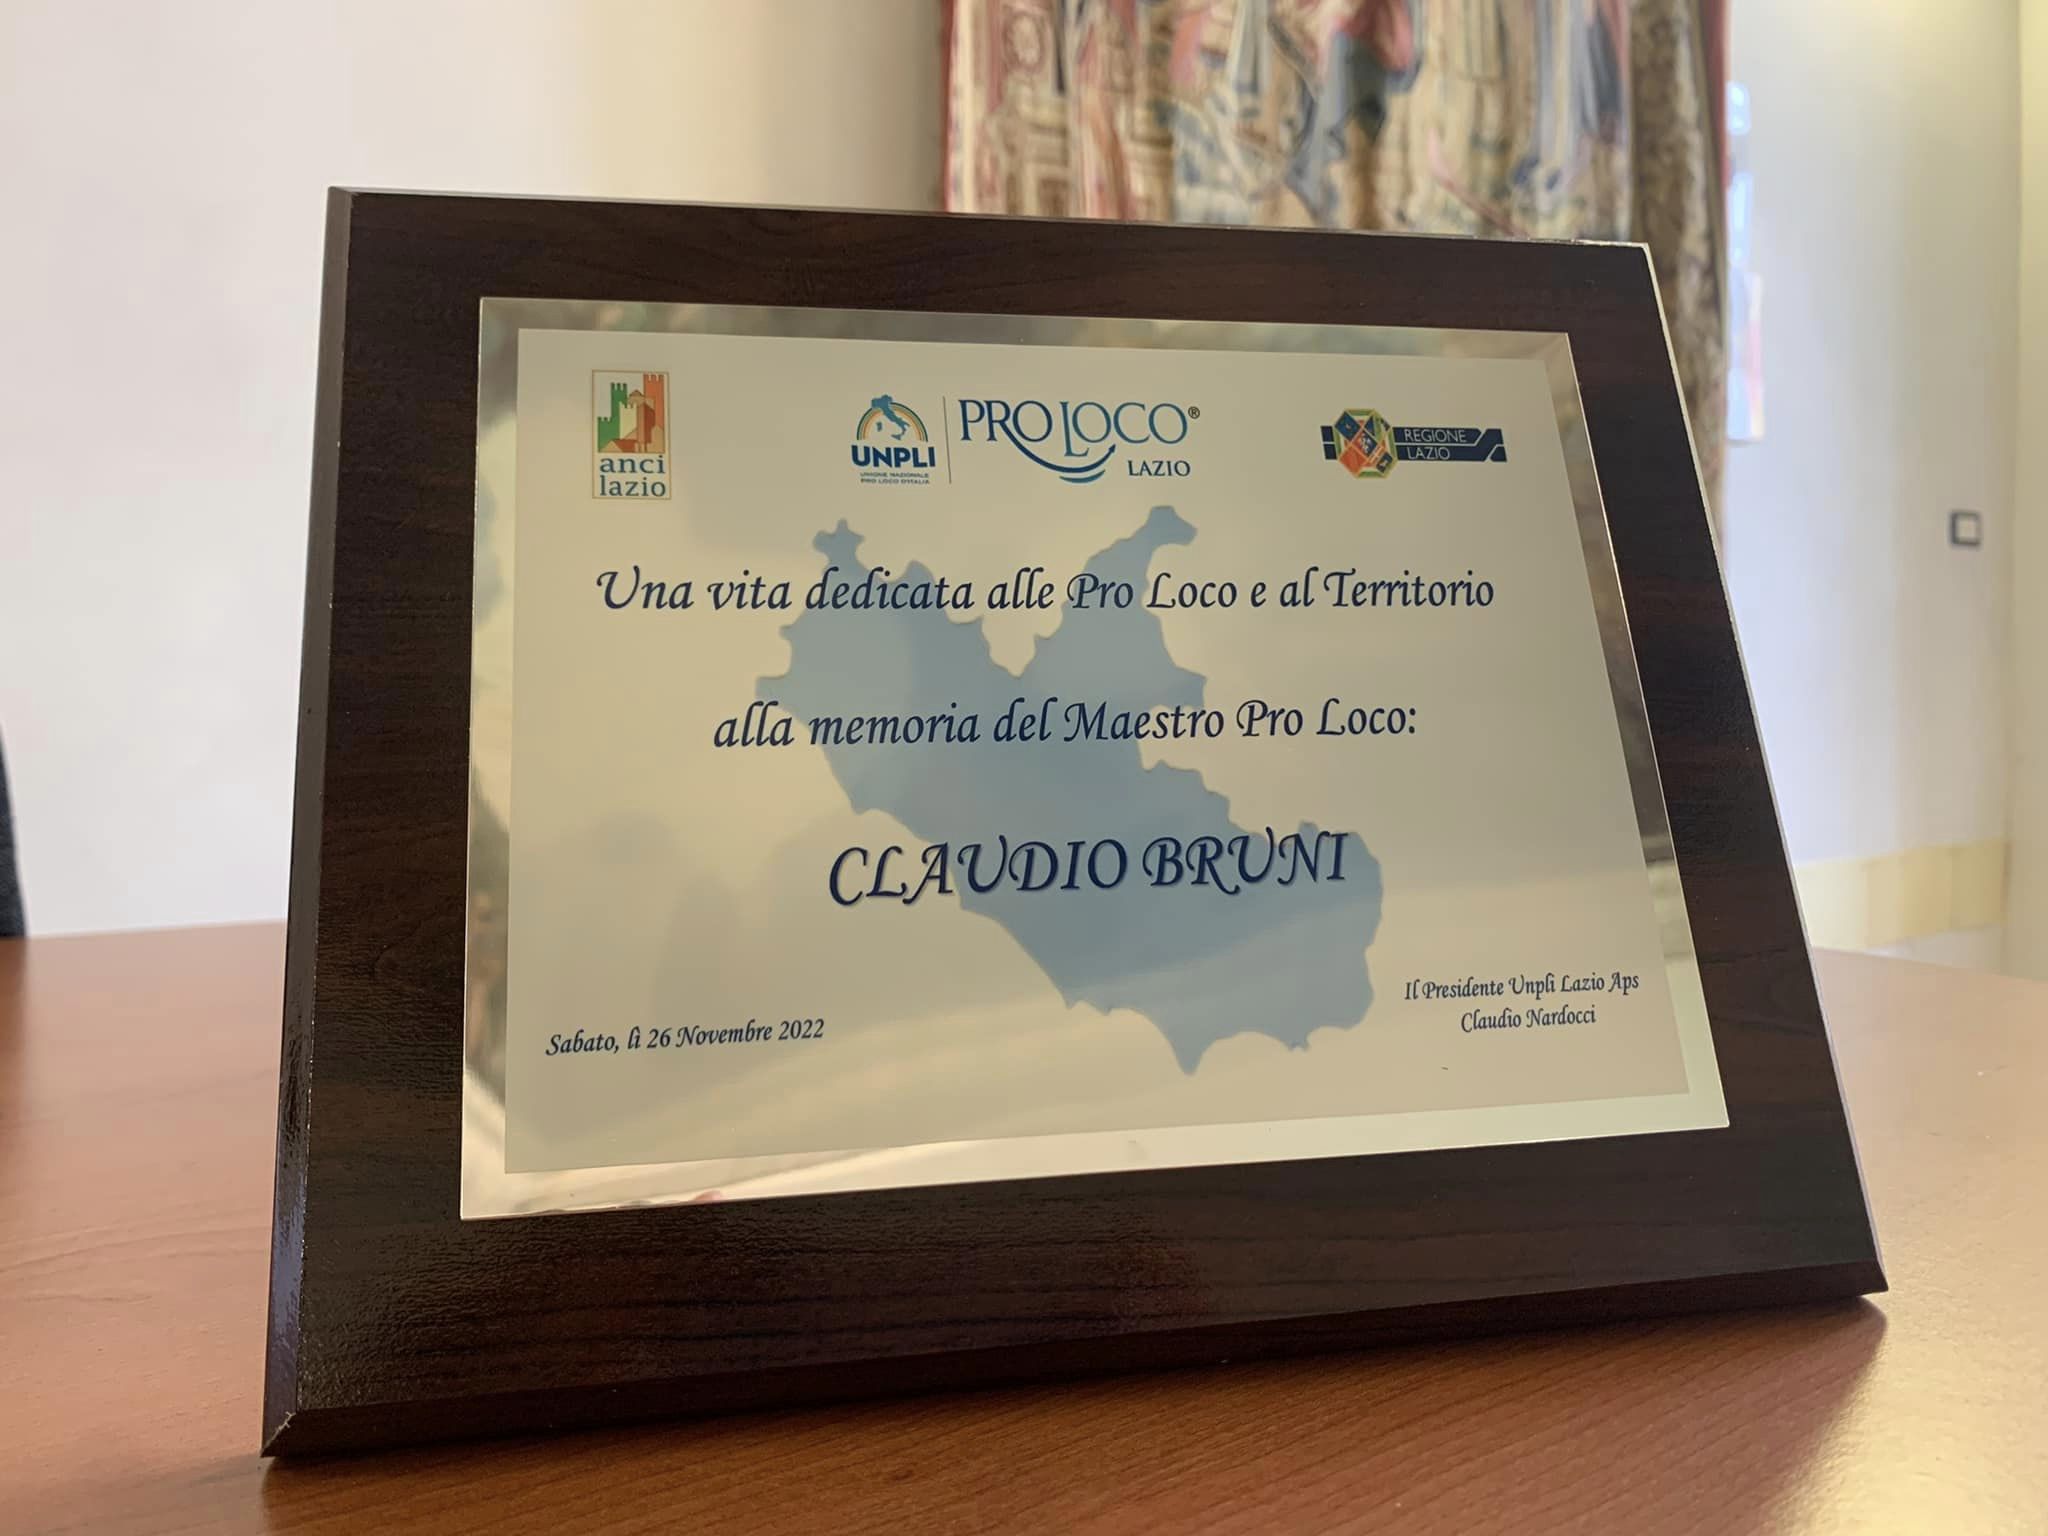 anci
lazio
UNPLI
UNIONE NAZIONALE
PRO LOCO D'ITALIA
PRO LOCO®
LAZIO
REGIONE
LAZIO
Una vita dedicata alle Pro Loco e al Territorio
alla memoria del Maestro Pro Loco:
CLAUDIO BRUNI
Sabato, lì 26 Novembre 2022
Il Presidente Unpli Lazio Aps
Claudio Nardocci